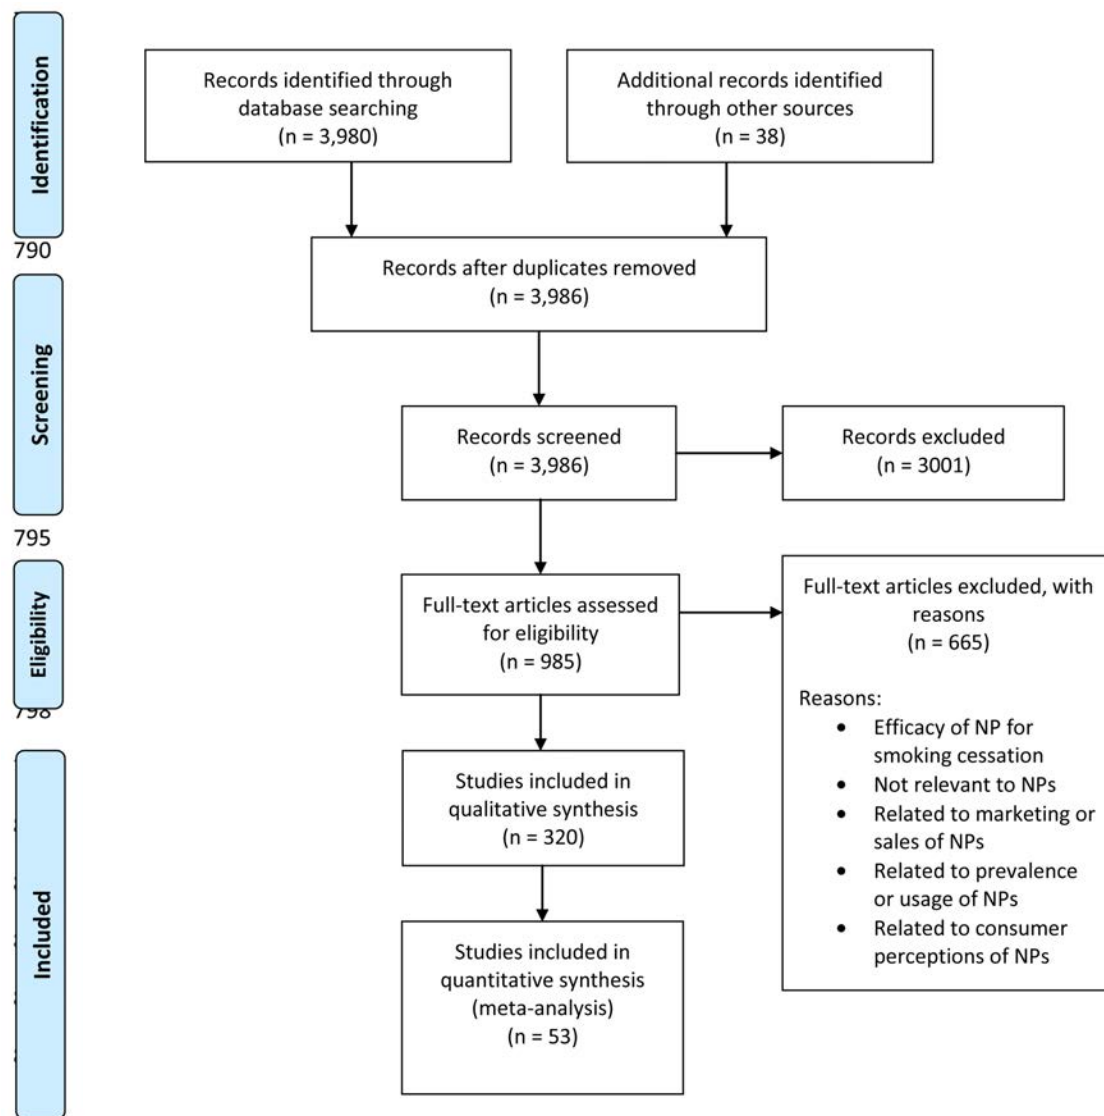 Identification
Records identified through
database searching
(n = 3,980)
Additional records identified
through other sources
(n = 38)
790
Records after duplicates removed
(n = 3,986)
Screening
Records screened
(n = 3,986)
Records excluded
(n = 3001)
795
Eligibility
Full-text articles assessed
for eligibility
(n = 985)
Full-text articles excluded, with
reasons
(n = 665)
Reasons:
• Efficacy of NP for
smoking cessation
• Not relevant to NPs
• Related to marketing or
sales of NPs
• Related to prevalence
or usage of NPs
• Related to consumer
perceptions of NPs
798
Included
Studies included in
qualitative synthesis
(n = 320)
Studies included in
quantitative synthesis
(meta-analysis)
(n = 53)